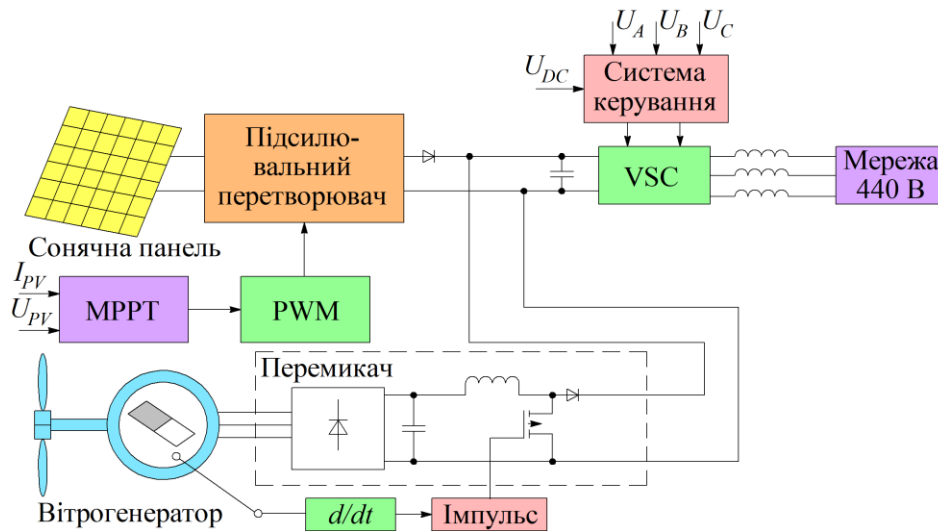 U_A U_B U_C
U_DC
Система
керування
Підсилю-
вальний
перетворювач
VSC
Мережа
440 В
Сонячна панель
I_PV
U_PV
MPPT
PWM
Перемикач
Вітрогенератор
d/dt
Імпульс